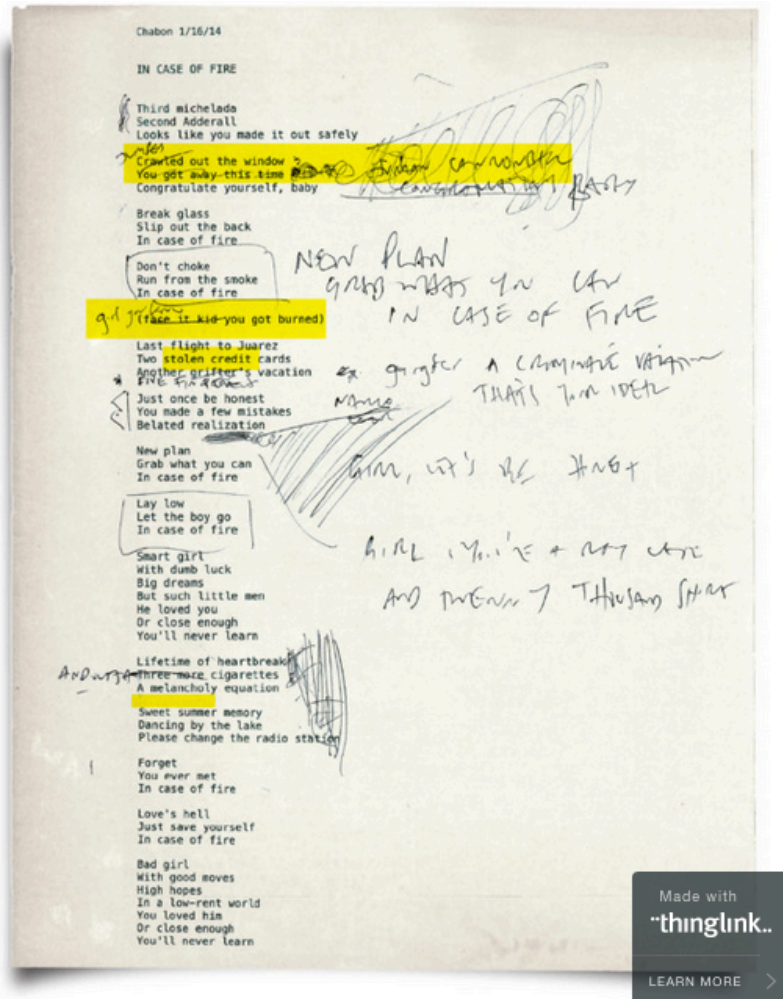 Chabon 1/16/14
IN CASE OF FIRE
Third michelada
Second Adderall
Looks like you made it out safely
Crawled out the window
You got away this time
Congratulate yourself, baby
BABY
Break glass
Slip out the back
In case of fire
NEW PLAN
GRAB WHAT YOU CAN
IN CASE OF FIRE
Don't choke
Run from the smoke
In case of fire
girl
(face it kid you got burned)
Last flight to Juarez
Two stolen credit cards
Another grifter's vacation
A
THAT'S YOUR IDEA
Just once be honest
You made a few mistakes
Belated realization
New plan
Grab what you can
In case of fire
GIRL, LET'S BE HONEST
Lay low
Let the boy go
In case of fire
GIRL
AND TWENTY THOUSAND SHORT
Smart girl
With dumb luck
Big dreams
But such little men
He loved you
Or close enough
You'll never learn
Lifetime of heartbreak
Three more cigarettes
A melancholy equation
Sweet summer memory
Dancing by the lake
Please change the radio station
Forget
You ever met
In case of fire
Love's hell
Just save yourself
In case of fire
Bad girl
With good moves
High hopes
In a low-rent world
You loved him
Or close enough
You'll never learn
Made with
"thinglink..
LEARN MORE